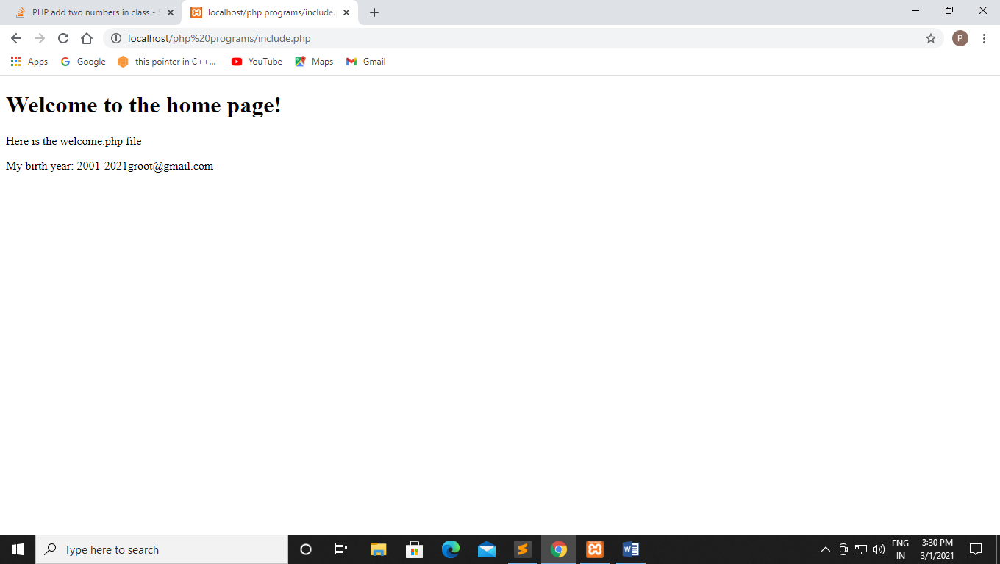 PHP add two numbers in class - S
localhost/php programs/include.
localhost/php%20programs/include.php
P
Apps Google this pointer in C++... YouTube Maps Gmail
Welcome to the home page!
Here is the welcome.php file
My birth year: 2001-2021groot@gmail.com
Type here to search
ENG
IN
3:30 PM
3/1/2021